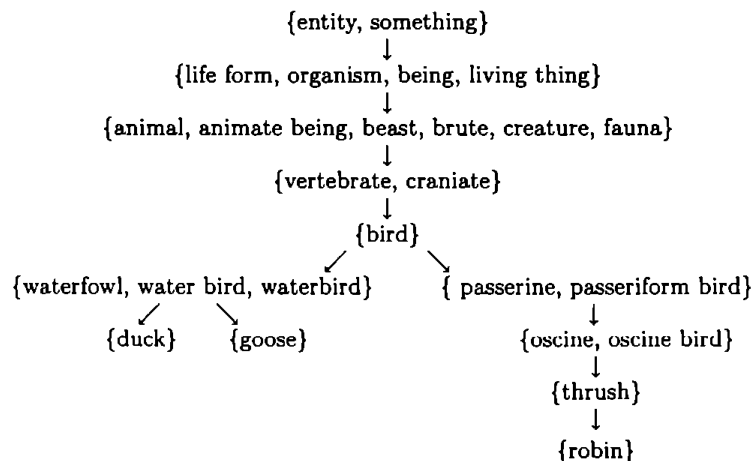 {entity, something}
{life form, organism, being, living thing}
{animal, animate being, beast, brute, creature, fauna}
{vertebrate, craniate}
{bird}
{waterfowl, water bird, waterbird}
{ passerine, passeriform bird}
{duck}
{goose}
{oscine, oscine bird}
{thrush}
{robin}